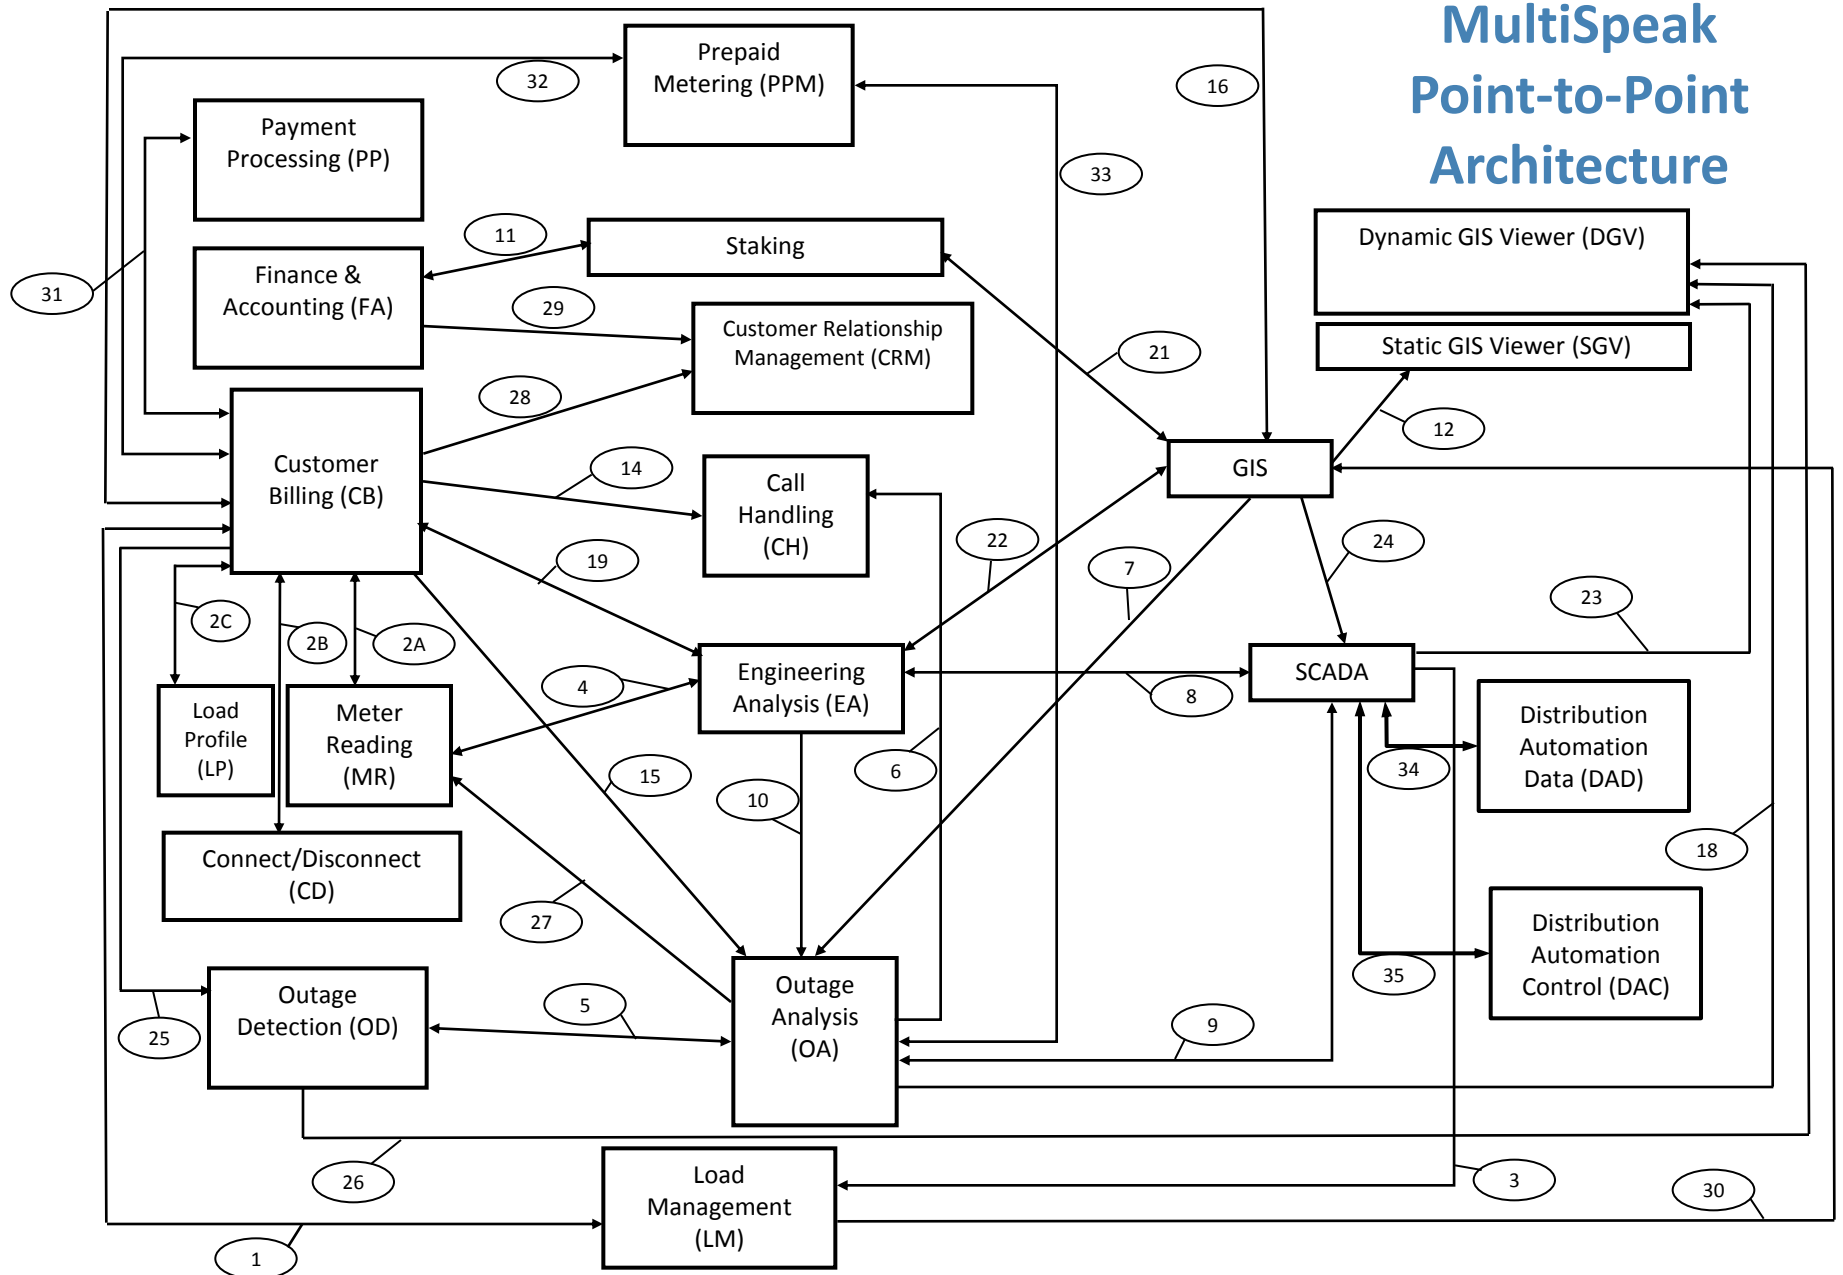 MultiSpeak
Point-to-Point
Architecture
Prepaid
Metering (PPM)
32
16
Payment
Processing (PP)
33
11
Staking
Dynamic GIS Viewer (DGV)
Finance &
Accounting (FA)
31
29
Customer Relationship
Management (CRM)
21
Static GIS Viewer (SGV)
28
12
Customer
Billing (CB)
14
Call
Handling
(CH)
GIS
19
22
7
24
23
2C
2B
2A
Engineering
Analysis (EA)
SCADA
4
8
Load
Profile
(LP)
Meter
Reading
(MR)
Distribution
Automation
Data (DAD)
15
10
6
34
18
Connect/Disconnect
(CD)
27
Distribution
Automation
Control (DAC)
35
Outage
Detection (OD)
5
Outage
Analysis
(OA)
25
9
26
Load
Management
(LM)
3
30
1